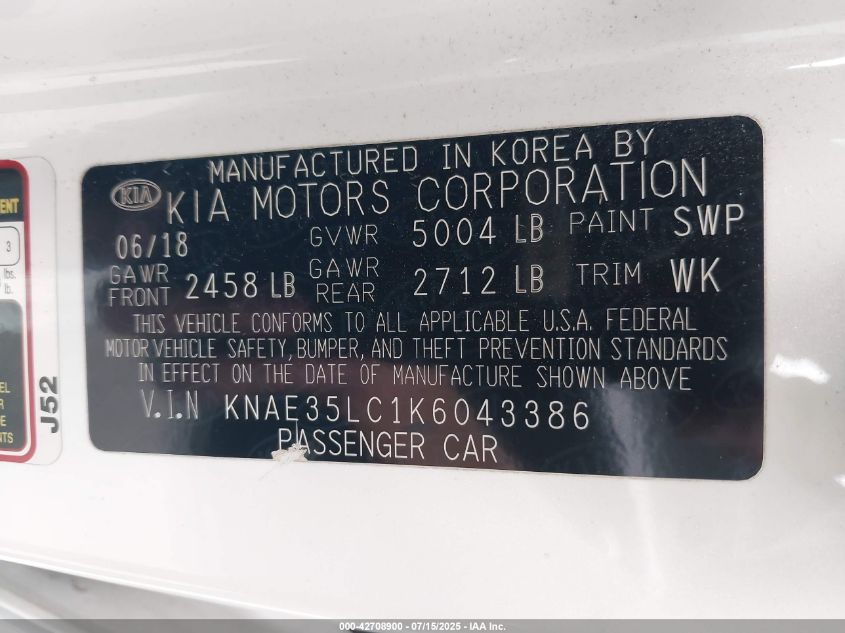 MANUFACTURED IN KOREA BY
KIA KIA MOTORS CORPORATION
06/18 GVWR 5004 LB PAINT SWP
GAWR FRONT 2458 LB GAWR REAR 2712 LB TRIM WK
THIS VEHICLE CONFORMS TO ALL APPLICABLE U.S.A. FEDERAL
MOTOR VEHICLE SAFETY, BUMPER, AND THEFT PREVENTION STANDARDS
IN EFFECT ON THE DATE OF MANUFACTURE SHOWN ABOVE
V.I.N KNAE35LC1K6043386
PASSENGER CAR
3
lbs.
lb.
J52
000-42708900 - 07/15/2025 - IAA Inc.